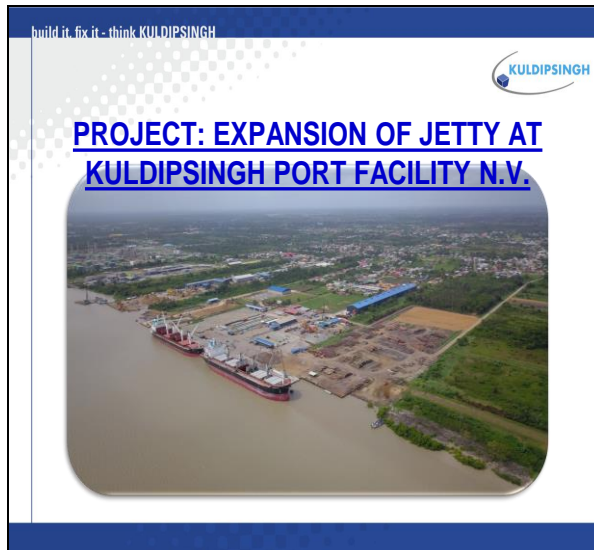 build it, fix it - think KULDIPSINGH
KULDIPSINGH
PROJECT: EXPANSION OF JETTY AT
KULDIPSINGH PORT FACILITY N.V.